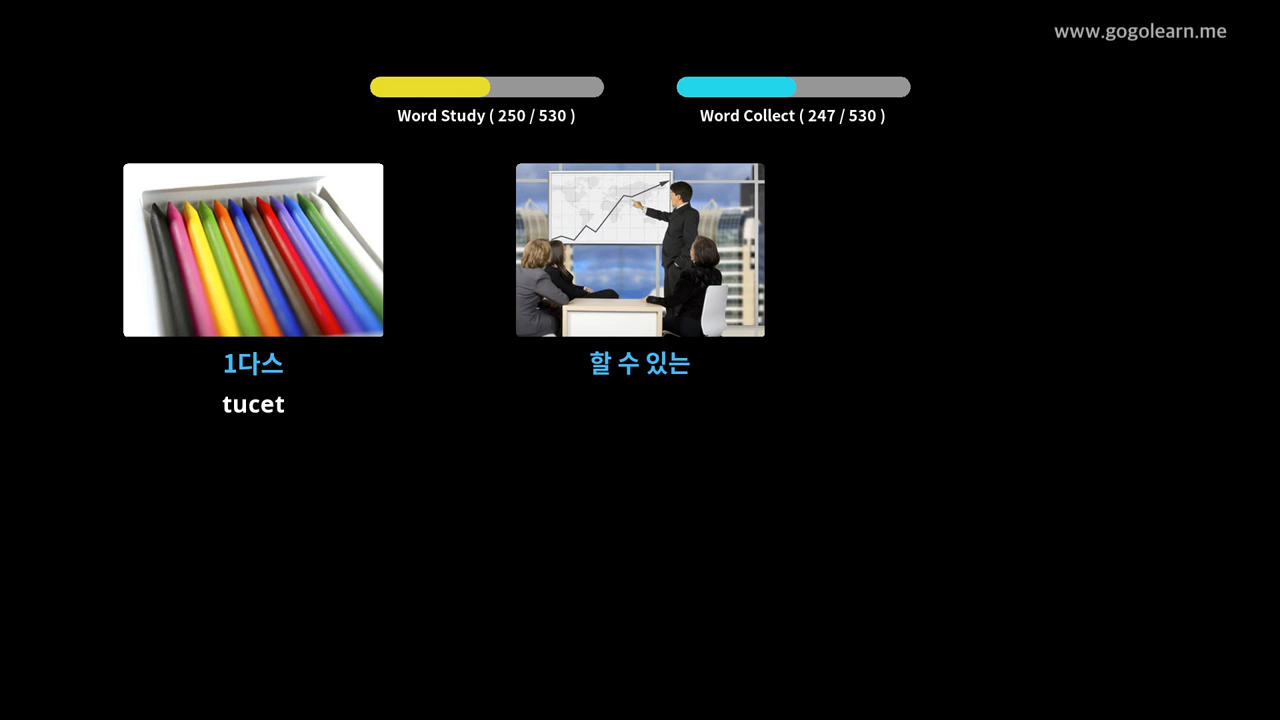 www.gogolearn.me
Word Study ( 250 / 530 )
Word Collect ( 247 / 530 )
1다스
tucet
할 수 있는